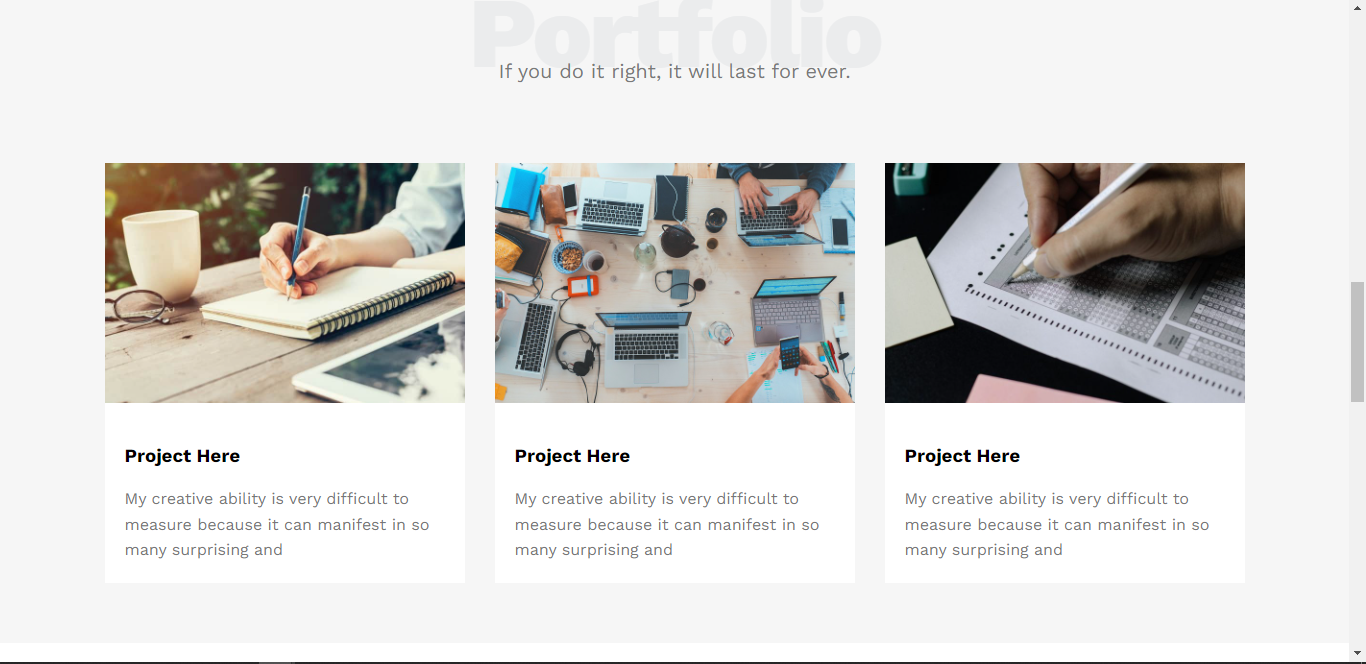 Portfolio
If you do it right, it will last for ever.
Project Here
My creative ability is very difficult to
measure because it can manifest in so
many surprising and
Project Here
My creative ability is very difficult to
measure because it can manifest in so
many surprising and
Project Here
My creative ability is very difficult to
measure because it can manifest in so
many surprising and